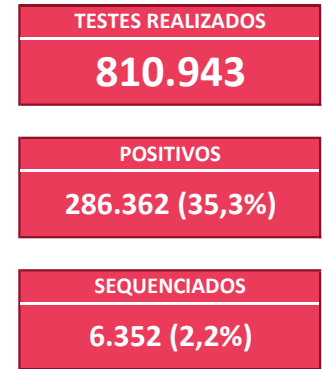 TESTES REALIZADOS
810.943
POSITIVOS
286.362 (35,3%)
SEQUENCIADOS
6.352 (2,2%)